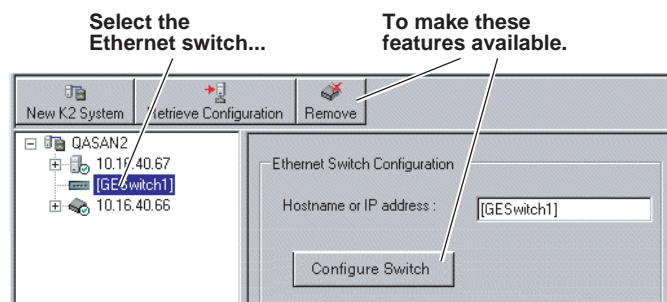 Select the
Ethernet switch...
To make these
features available.
New K2 System
Retrieve Configuration
Remove
QASAN2
10.16.40.67
[GESwitch1]
10.16.40.66
Ethernet Switch Configuration
Hostname or IP address :
[GESwitch1]
Configure Switch